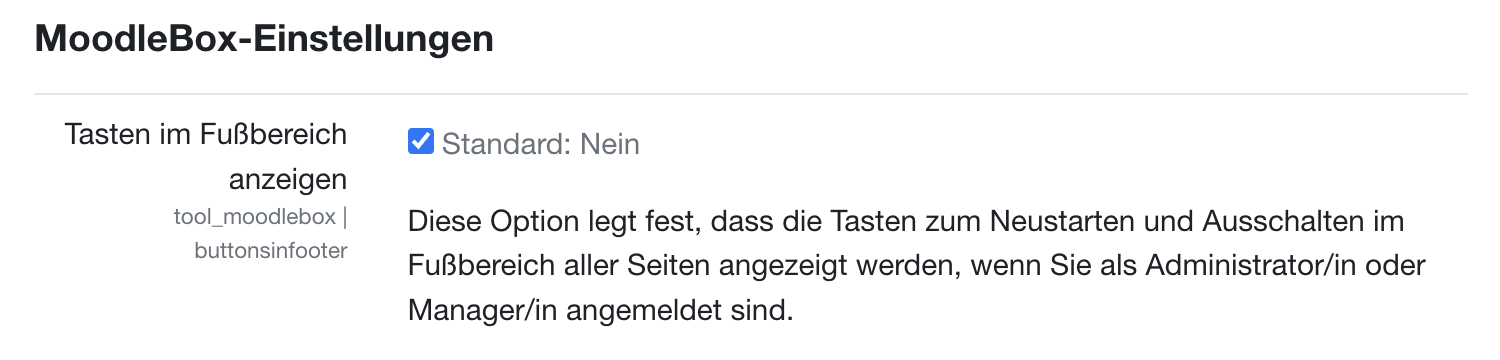 MoodleBox-Einstellungen
Tasten im Fußbereich
anzeigen
tool_moodlebox |
buttonsinfooter
Standard: Nein
Diese Option legt fest, dass die Tasten zum Neustarten und Ausschalten im
Fußbereich aller Seiten angezeigt werden, wenn Sie als Administrator/in oder
Manager/in angemeldet sind.